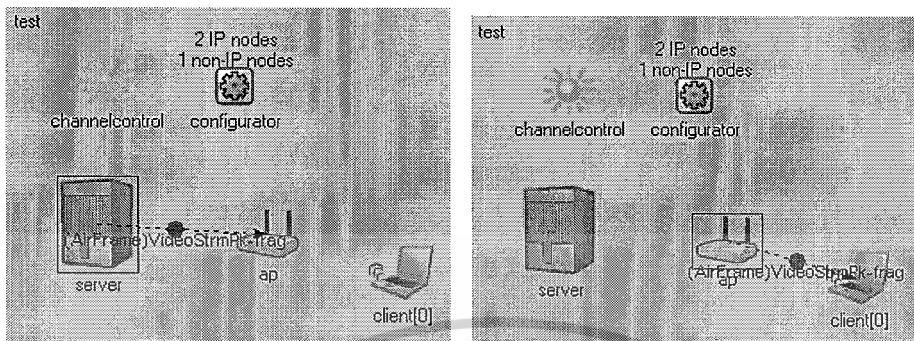 test
2 IP nodes
1 non-IP nodes
channelcontrol configurator
(AirFrame)VideoStrmPk-frag
ap
server
client[0]
test
2 IP nodes
1 non-IP nodes
channelcontrol configurator
(AirFrame)VideoStrmPk-frag
ap
server
client[0]